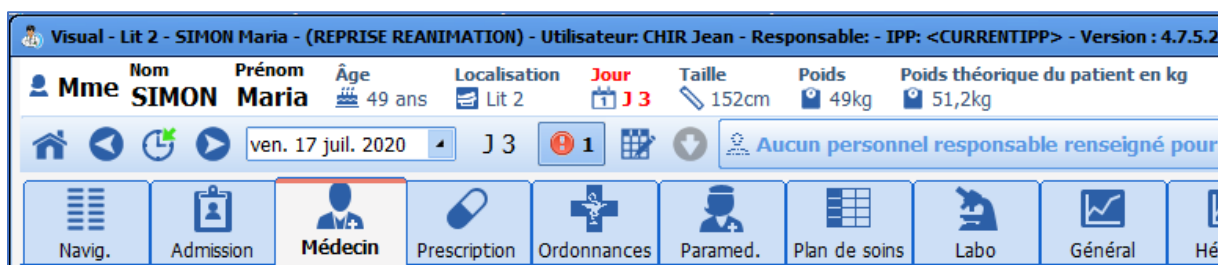 Visual - Lit 2 - SIMON Maria - (REPRISE REANIMATION) - Utilisateur: CHIR Jean - Responsable: - IPP: <CURRENTIPP> - Version : 4.7.5.2
Nom Prénom Âge Localisation Jour Taille Poids Poids théorique du patient en kg
Mme SIMON Maria 49 ans Lit 2 J 3 152cm 49kg 51,2kg
ven. 17 juil. 2020 J 3 1 Aucun personnel responsable renseigné pour
Navig. Admission Médecin Prescription Ordonnances Paramed. Plan de soins Labo Général Hé